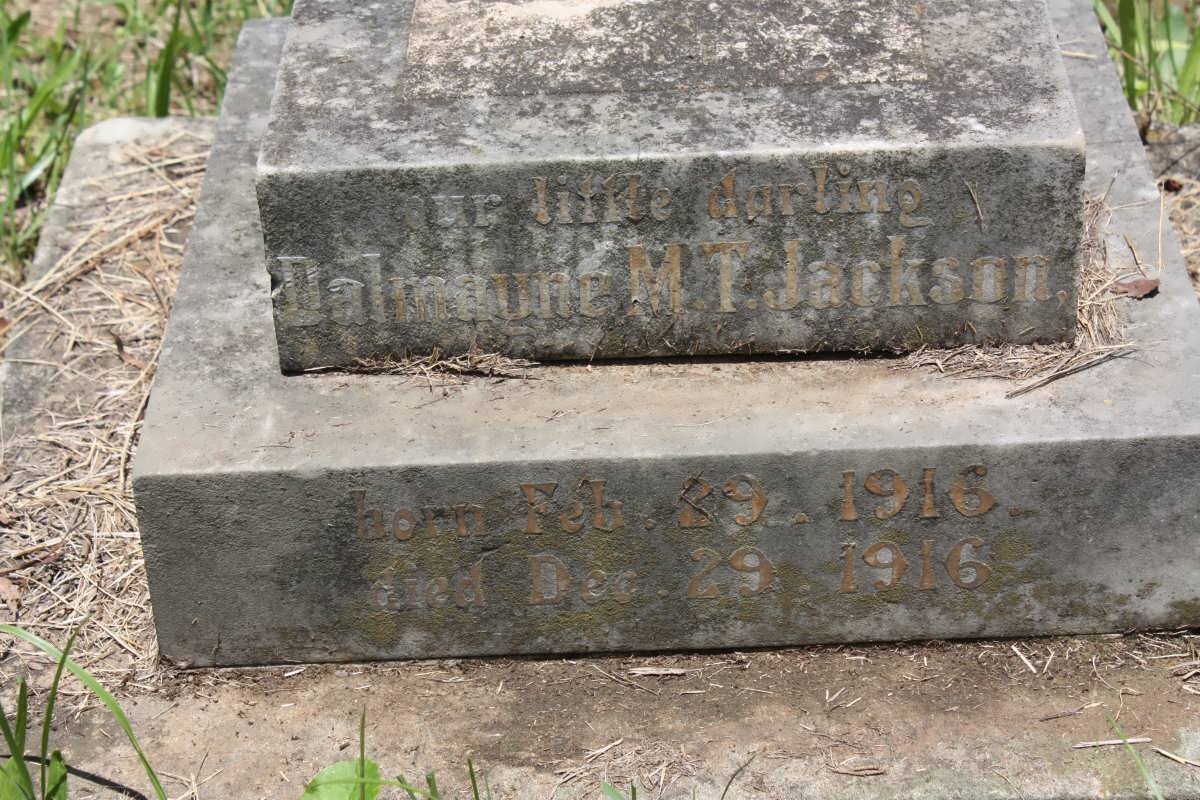 our little darling
Dalmayne M.T. Jackson,
born Feb. 29. 1916.
died Dec. 29. 1916